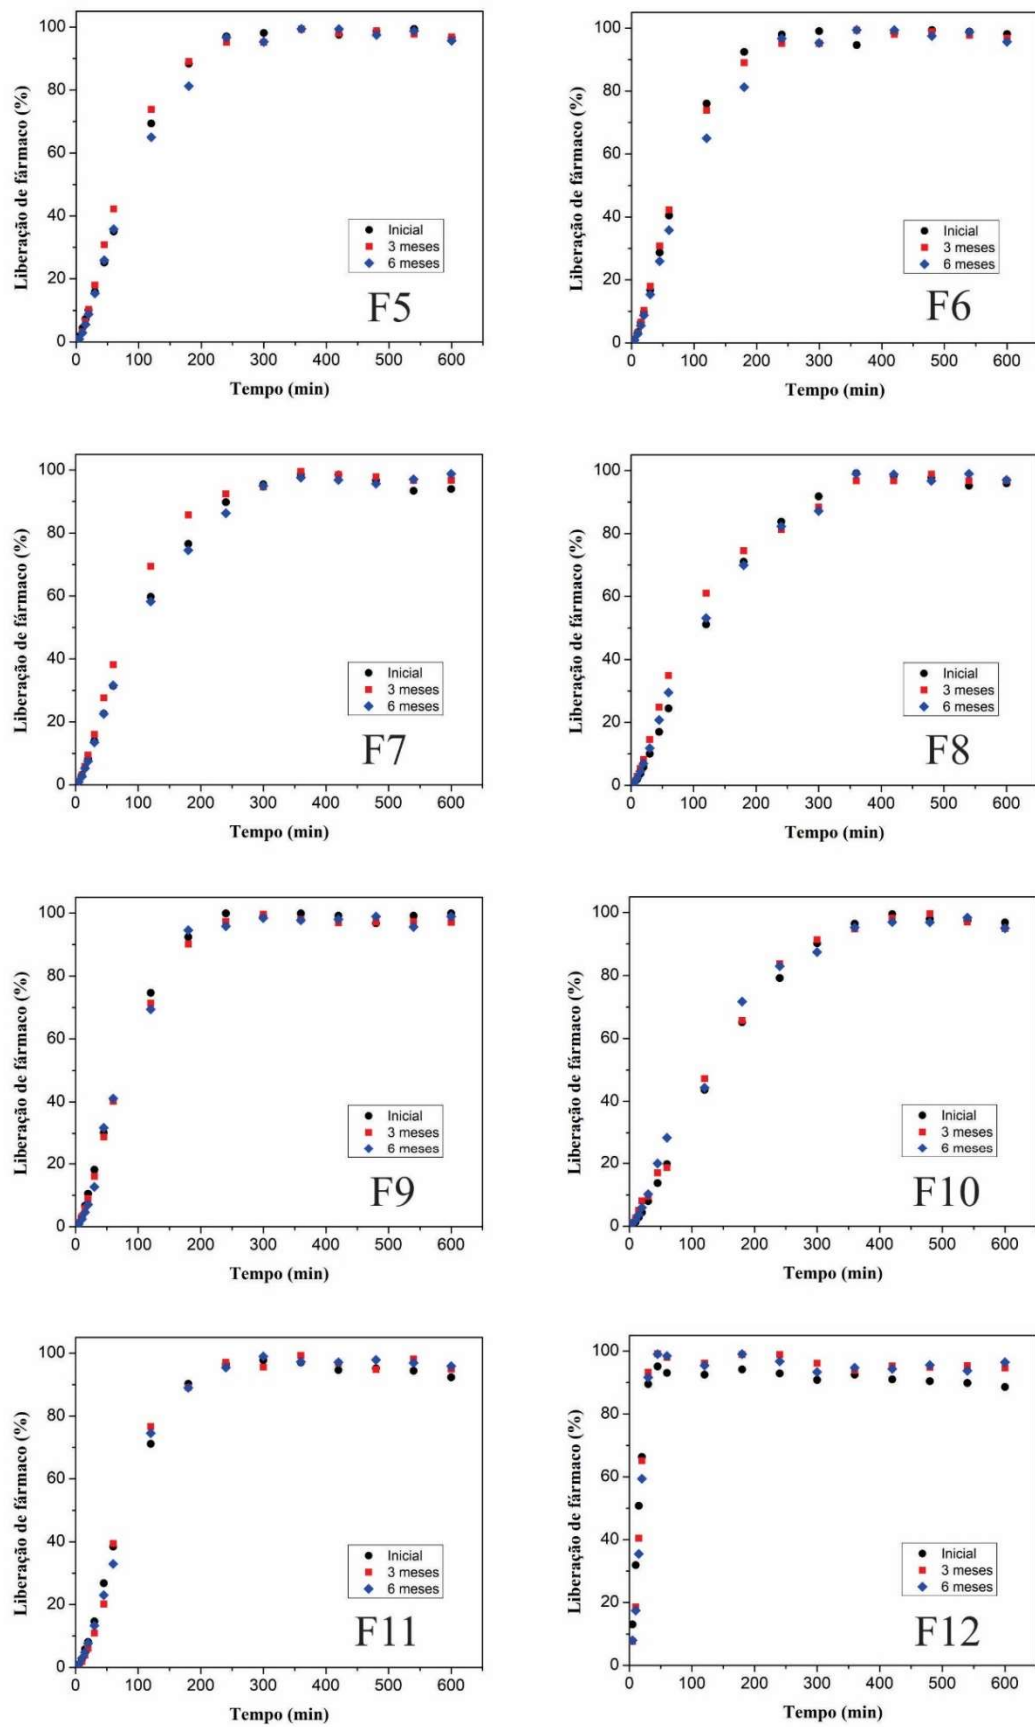 Liberação de fármaco (%)
100
80
60
40
20
0
Inicial
3 meses
6 meses
F5
0 100 200 300 400 500 600
Tempo (min)
Liberação de fármaco (%)
100
80
60
40
20
0
Inicial
3 meses
6 meses
F6
0 100 200 300 400 500 600
Tempo (min)
Liberação de fármaco (%)
100
80
60
40
20
0
Inicial
3 meses
6 meses
F7
0 100 200 300 400 500 600
Tempo (min)
Liberação de fármaco (%)
100
80
60
40
20
0
Inicial
3 meses
6 meses
F8
0 100 200 300 400 500 600
Tempo (min)
Liberação de fármaco (%)
100
80
60
40
20
0
Inicial
3 meses
6 meses
F9
0 100 200 300 400 500 600
Tempo (min)
Liberação de fármaco (%)
100
80
60
40
20
0
Inicial
3 meses
6 meses
F10
0 100 200 300 400 500 600
Tempo (min)
Liberação de fármaco (%)
100
80
60
40
20
0
Inicial
3 meses
6 meses
F11
0 100 200 300 400 500 600
Tempo (min)
Liberação de fármaco (%)
100
80
60
40
20
0
Inicial
3 meses
6 meses
F12
0 100 200 300 400 500 600
Tempo (min)